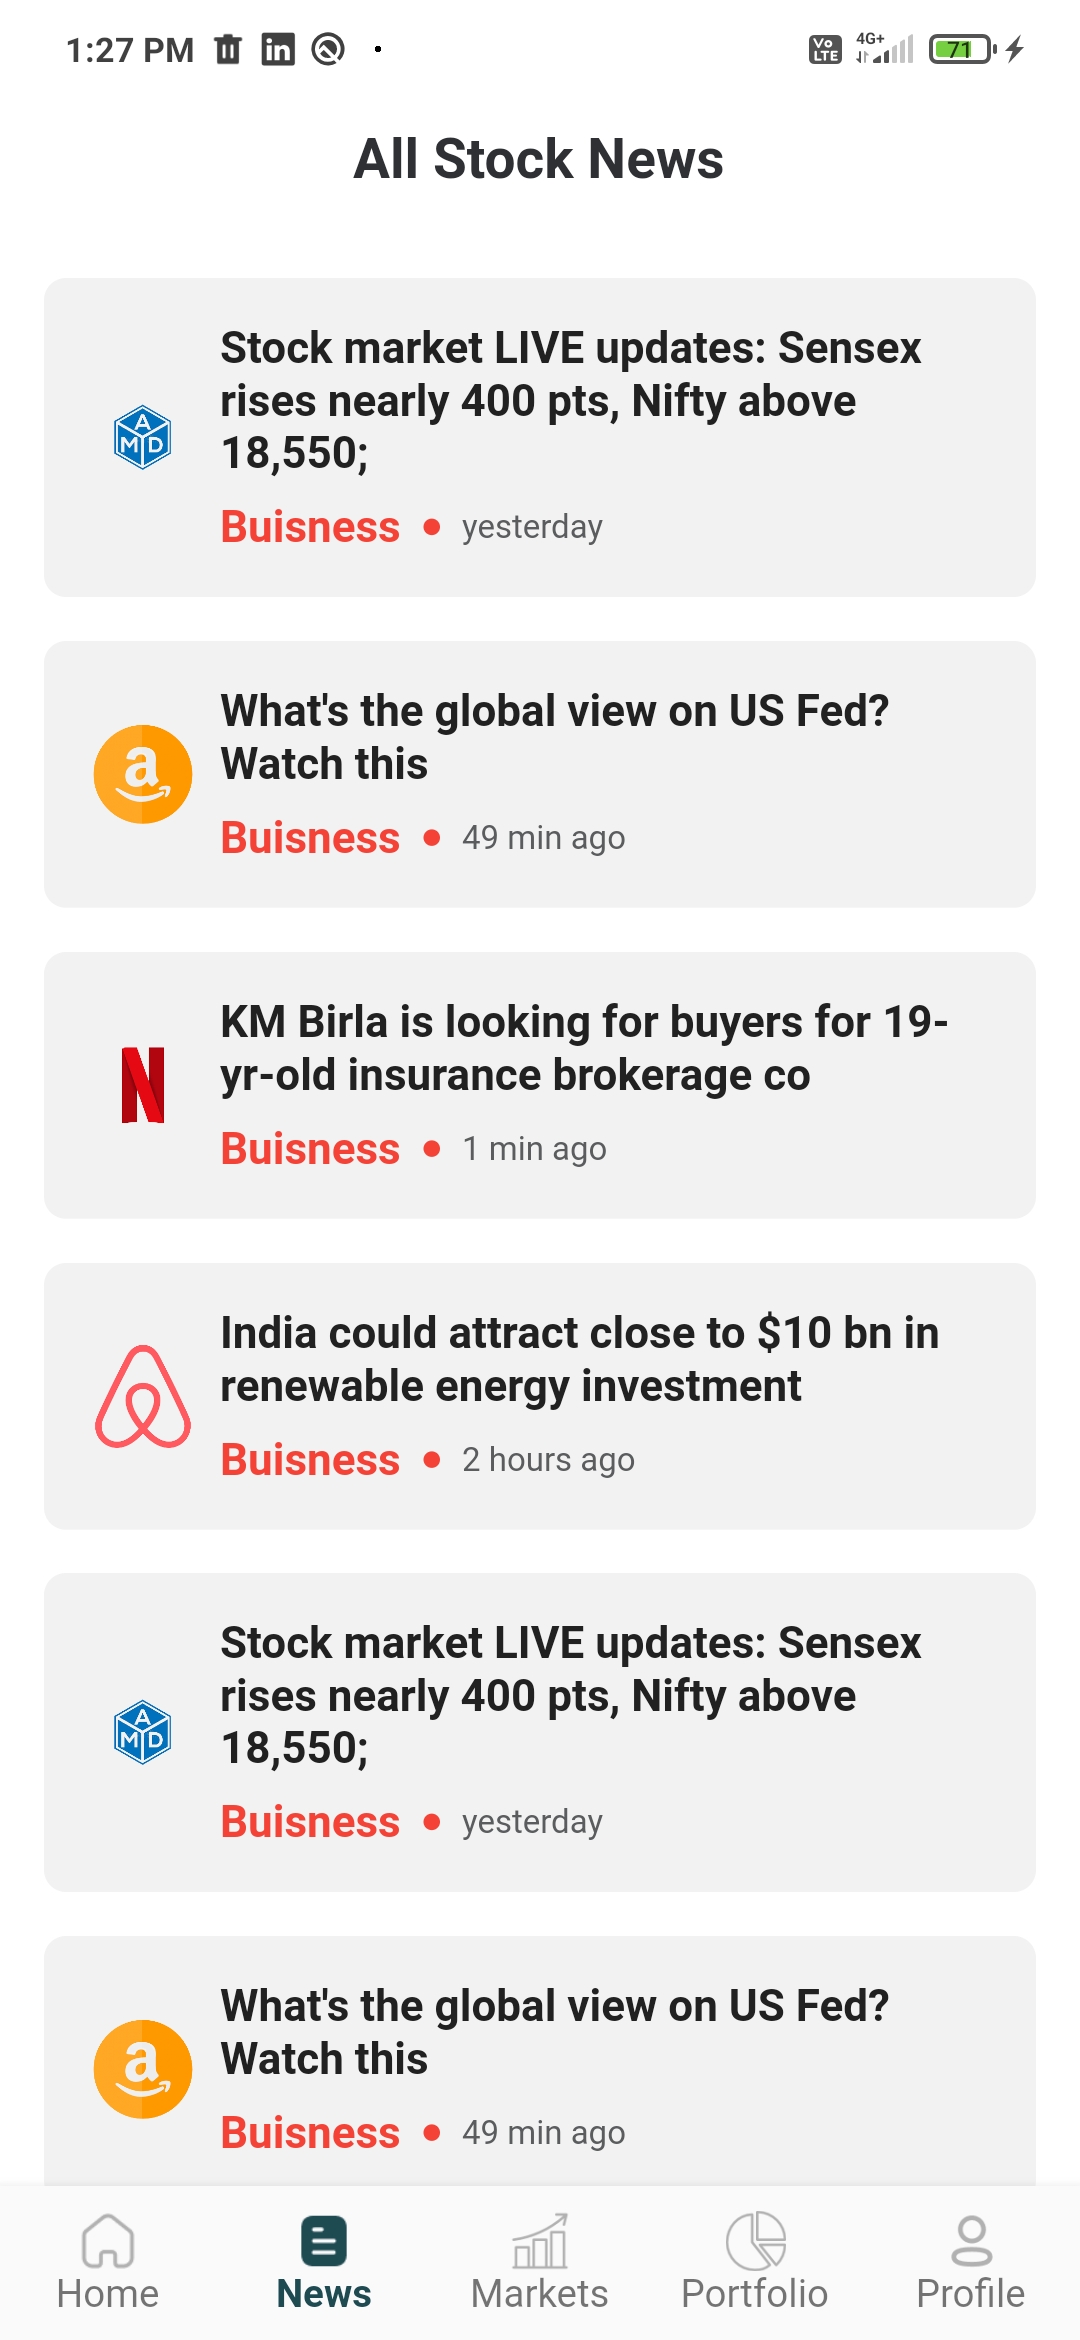 1:27 PM
Vo LTE
4G+
71
All Stock News
Stock market LIVE updates: Sensex
rises nearly 400 pts, Nifty above
18,550;
AMD
Buisness • yesterday
What's the global view on US Fed?
Watch this
Buisness • 49 min ago
KM Birla is looking for buyers for 19-
yr-old insurance brokerage co
Buisness • 1 min ago
India could attract close to $10 bn in
renewable energy investment
Buisness • 2 hours ago
Stock market LIVE updates: Sensex
rises nearly 400 pts, Nifty above
18,550;
AMD
Buisness • yesterday
What's the global view on US Fed?
Watch this
Buisness • 49 min ago
Home News Markets Portfolio Profile